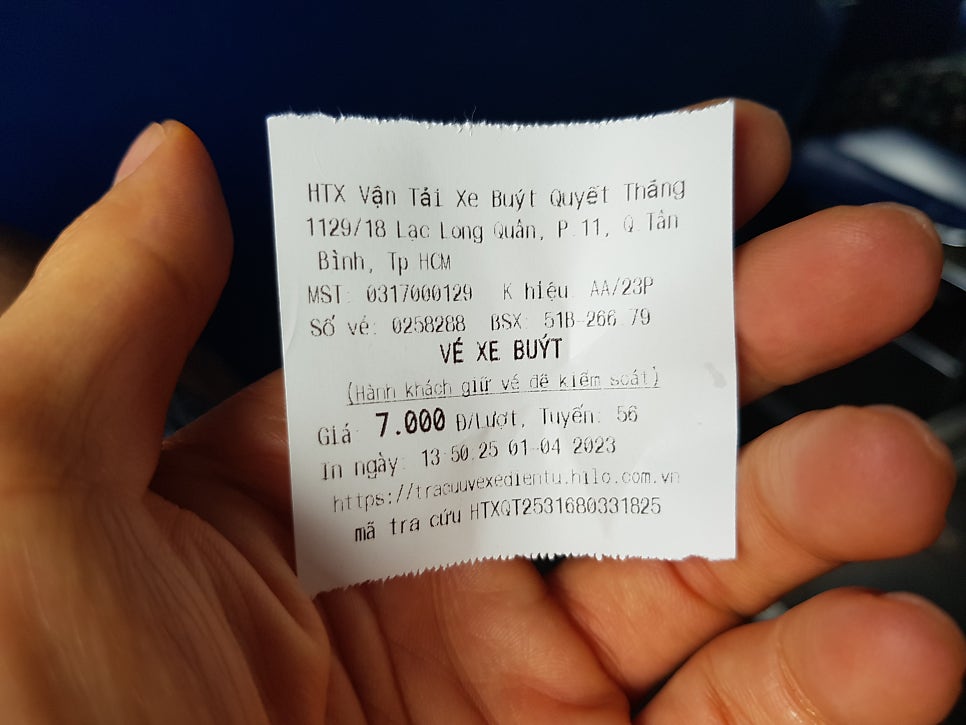 HTX Vận Tải Xe Buýt Quyết Thắng
1129/18 Lạc Long Quân, P.11, Q.Tân
Bình, Tp HCM
MST: 0317000129 K hiệu: AA/23P
Số vé: 0258288 BSX: 51B-266.79
VÉ XE BUÝT
(Hành khách giữ vé để kiểm soát)
Giá: 7.000 Đ/Lượt, Tuyến: 56
In ngày: 13:50:25 01-04-2023
https://tracuuvexedientu.hilo.com.vn
mã tra cứu HTXQT2531680331825